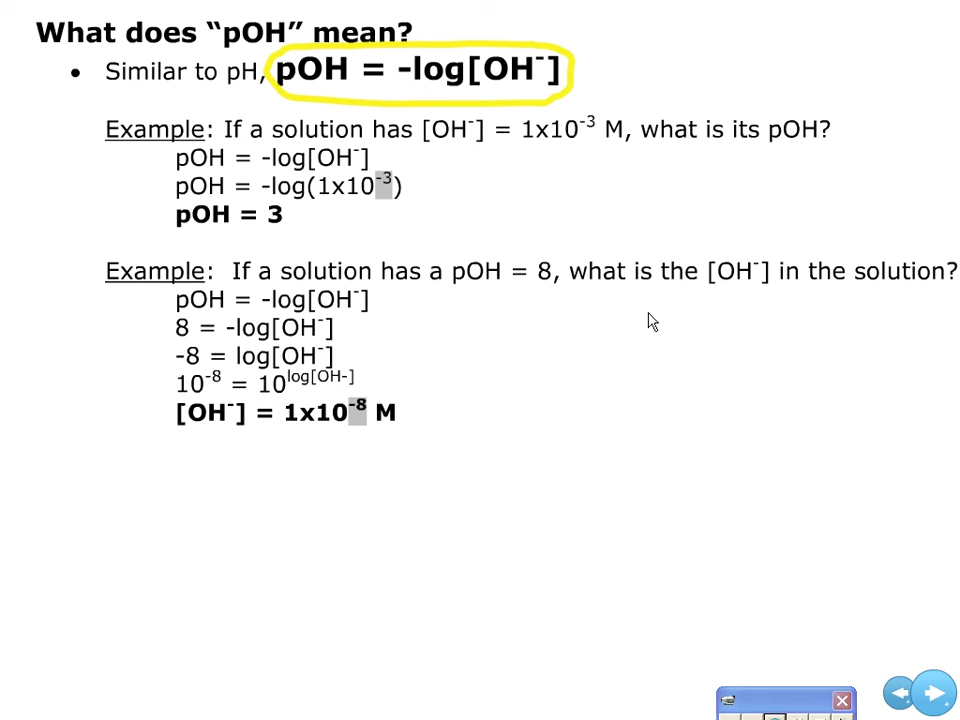 What does “pOH” mean?
• Similar to pH, pOH = -log[OH⁻]
Example: If a solution has [OH⁻] = 1x10⁻³ M, what is its pOH?
pOH = -log[OH⁻]
pOH = -log(1x10⁻³)
pOH = 3
Example:  If a solution has a pOH = 8, what is the [OH⁻] in the solution?
pOH = -log[OH⁻]
8 = -log[OH⁻]
-8 = log[OH⁻]
10⁻⁸ = 10^log[OH-]
[OH⁻] = 1x10⁻⁸ M